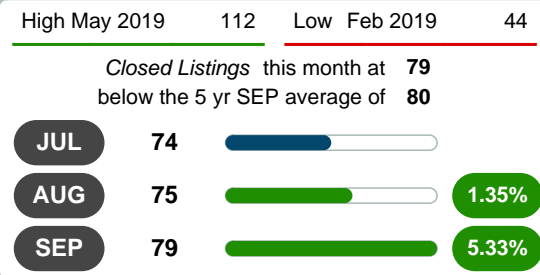 High May 2019 112 Low Feb 2019 44
Closed Listings this month at 79
below the 5 yr SEP average of 80
JUL 74
AUG 75 1.35%
SEP 79 5.33%